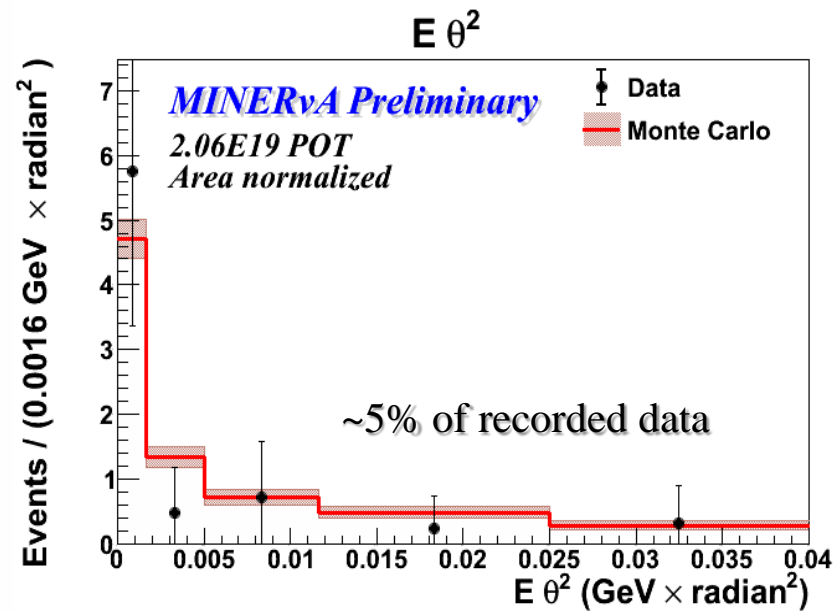 E θ²
MINERvA Preliminary
2.06E19 POT
Area normalized
Data
Monte Carlo
~5% of recorded data
Events / (0.0016 GeV × radian²)
7
6
5
4
3
2
1
0
0 0.005 0.01 0.015 0.02 0.025 0.03 0.035 0.04
E θ² (GeV × radian²)